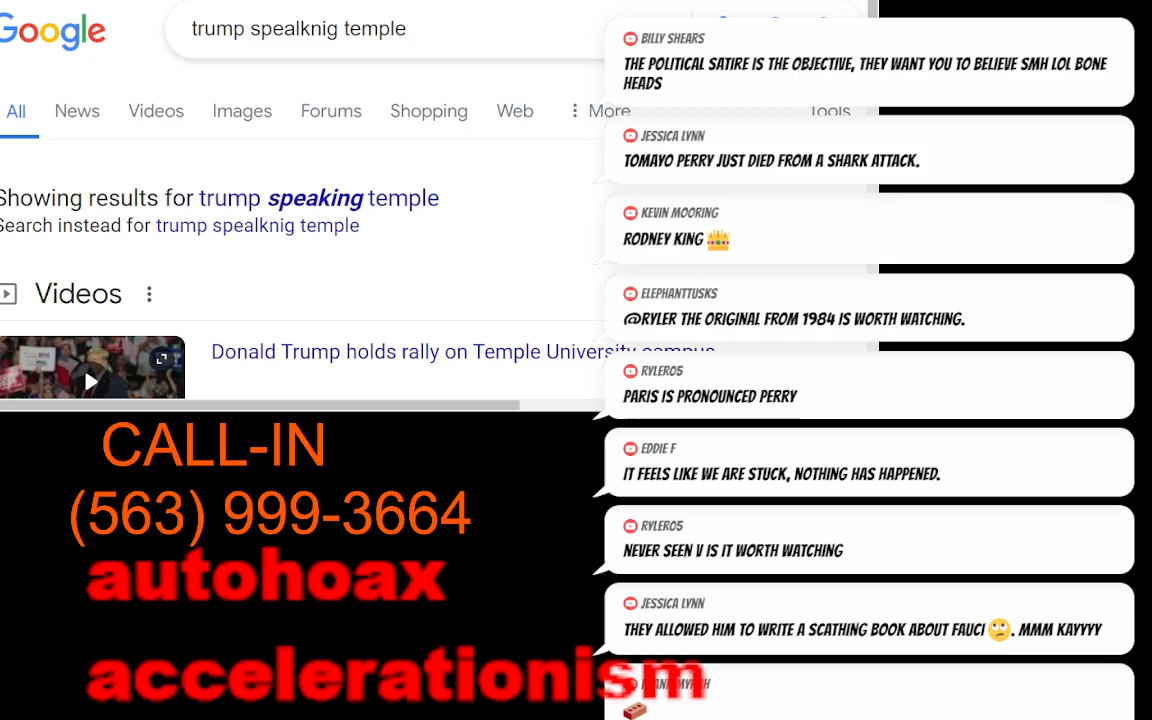 Google
trump spealknig temple
All News Videos Images Forums Shopping Web More Tools
Showing results for trump speaking temple
Search instead for trump spealknig temple
Videos
Donald Trump holds rally on Temple University campus
CALL-IN
(563) 999-3664
autohoax
accelerationism
BILLY SHEARS
THE POLITICAL SATIRE IS THE OBJECTIVE, THEY WANT YOU TO BELIEVE SMH LOL BONE
HEADS
JESSICA LYNN
TOMAYO PERRY JUST DIED FROM A SHARK ATTACK.
KEVIN MOORING
RODNEY KING
ELEPHANTTUSKS
@RYLER THE ORIGINAL FROM 1984 IS WORTH WATCHING.
RYLER05
PARIS IS PRONOUNCED PERRY
EDDIE F
IT FEELS LIKE WE ARE STUCK, NOTHING HAS HAPPENED.
RYLER05
NEVER SEEN V IS IT WORTH WATCHING
JESSICA LYNN
THEY ALLOWED HIM TO WRITE A SCATHING BOOK ABOUT FAUCI 🙄. MMM KAYYYY